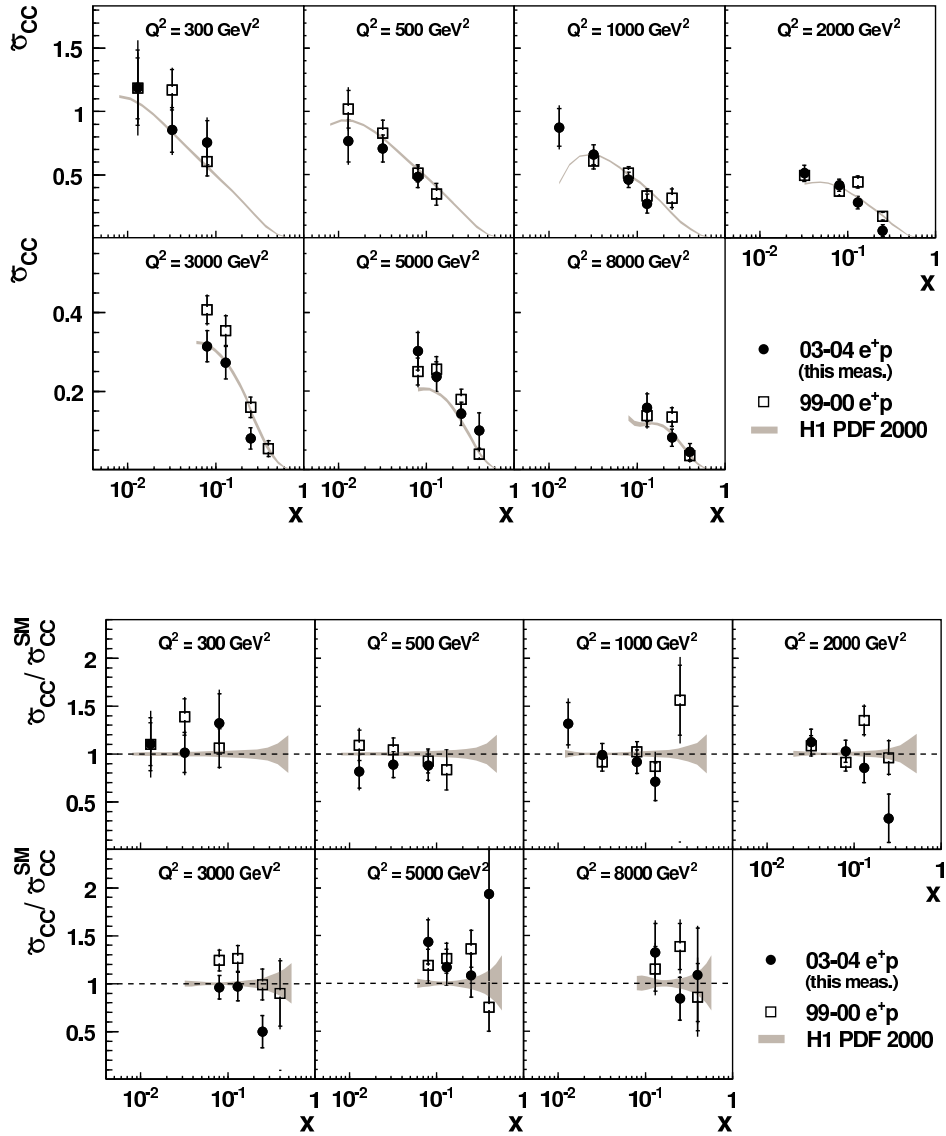 σ̃CC
Q² = 300 GeV²
Q² = 500 GeV²
Q² = 1000 GeV²
Q² = 2000 GeV²
1.5
1
0.5
10⁻² 10⁻¹ 1
x
σ̃CC
Q² = 3000 GeV²
Q² = 5000 GeV²
Q² = 8000 GeV²
0.4
0.2
03-04 e⁺p
(this meas.)
99-00 e⁺p
H1 PDF 2000
10⁻² 10⁻¹ 1
10⁻² 10⁻¹ 1
10⁻² 10⁻¹ 1
x
x
x
σ̃CC/ σ̃CC^SM
Q² = 300 GeV²
Q² = 500 GeV²
Q² = 1000 GeV²
Q² = 2000 GeV²
2
1.5
1
0.5
10⁻² 10⁻¹ 1
x
σ̃CC/ σ̃CC^SM
Q² = 3000 GeV²
Q² = 5000 GeV²
Q² = 8000 GeV²
2
1.5
1
0.5
03-04 e⁺p
(this meas.)
99-00 e⁺p
H1 PDF 2000
10⁻² 10⁻¹ 1
10⁻² 10⁻¹ 1
10⁻² 10⁻¹ 1
x
x
x